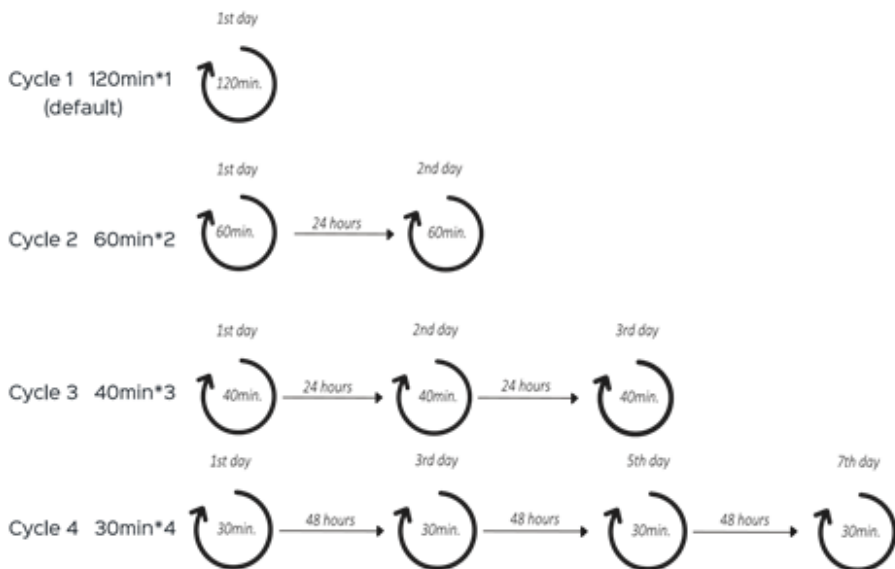 1st day
Cycle 1 120min*1
(default)
120min.
1st day
2nd day
Cycle 2 60min*2
60min.
24 hours
60min.
1st day
2nd day
3rd day
Cycle 3 40min*3
40min.
24 hours
40min.
24 hours
40min.
1st day
3rd day
5th day
7th day
Cycle 4 30min*4
30min.
48 hours
30min.
48 hours
30min.
48 hours
30min.